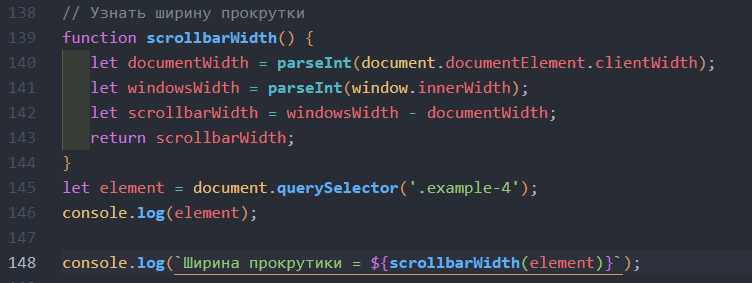 138 // Узнать ширину прокрутки
139 function scrollbarWidth() {
140 let documentWidth = parseInt(document.documentElement.clientWidth);
141 let windowsWidth = parseInt(window.innerWidth);
142 let scrollbarWidth = windowsWidth - documentWidth;
143 return scrollbarWidth;
144 }
145 let element = document.querySelector('.example-4');
146 console.log(element);
147
148 console.log(`Ширина прокрутики = ${scrollbarWidth(element)}`);